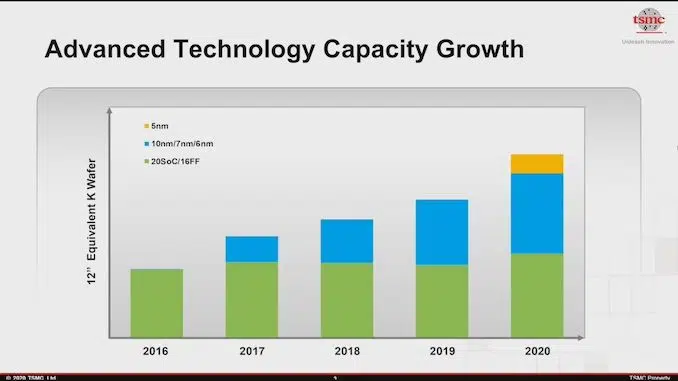 tsmc
Unleash Innovation
Advanced Technology Capacity Growth
5nm
10nm/7nm/6nm
20SoC/16FF
12” Equivalent K Wafer
2016 2017 2018 2019 2020
© 2020 TSMC, Ltd
TSMC Property